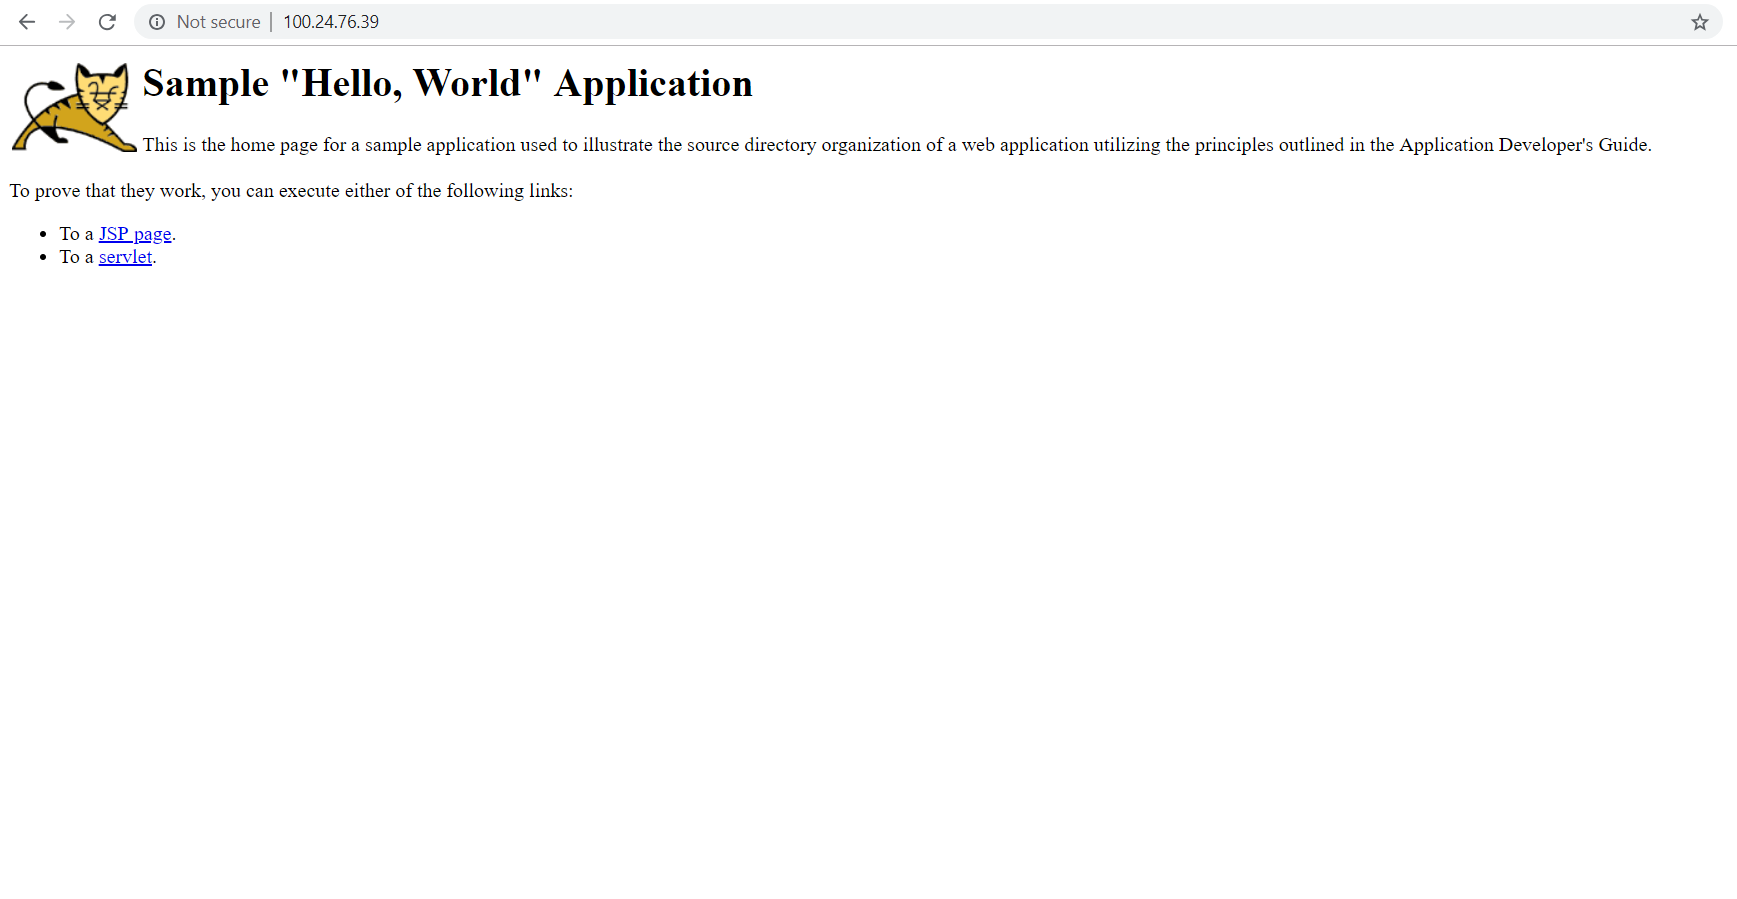 Not secure | 100.24.76.39
Sample "Hello, World" Application
This is the home page for a sample application used to illustrate the source directory organization of a web application utilizing the principles outlined in the Application Developer's Guide.
To prove that they work, you can execute either of the following links:
• To a JSP page.
• To a servlet.